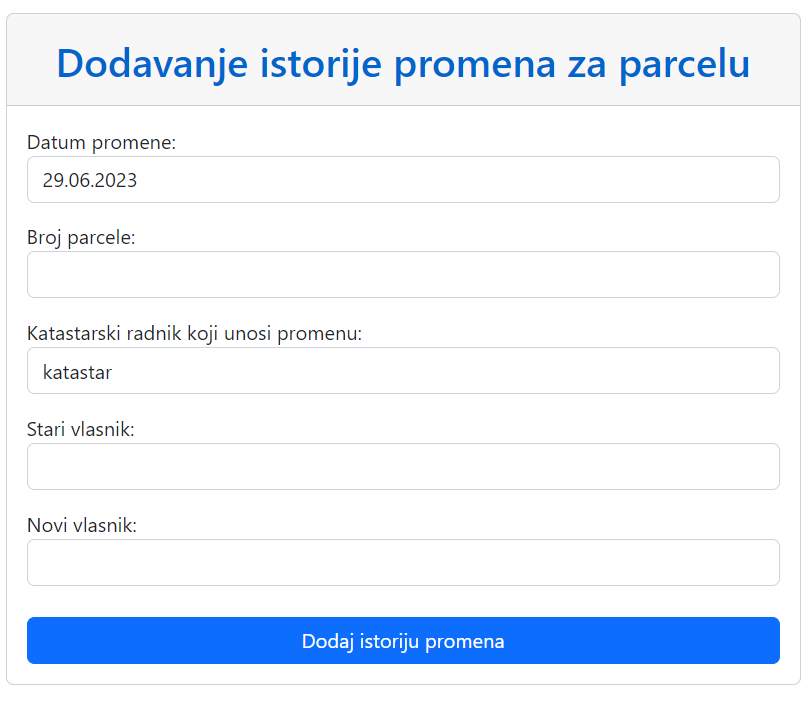 Dodavanje istorije promena za parcelu
Datum promene:
29.06.2023
Broj parcele:
Katastarski radnik koji unosi promenu:
katastar
Stari vlasnik:
Novi vlasnik:
Dodaj istoriju promena